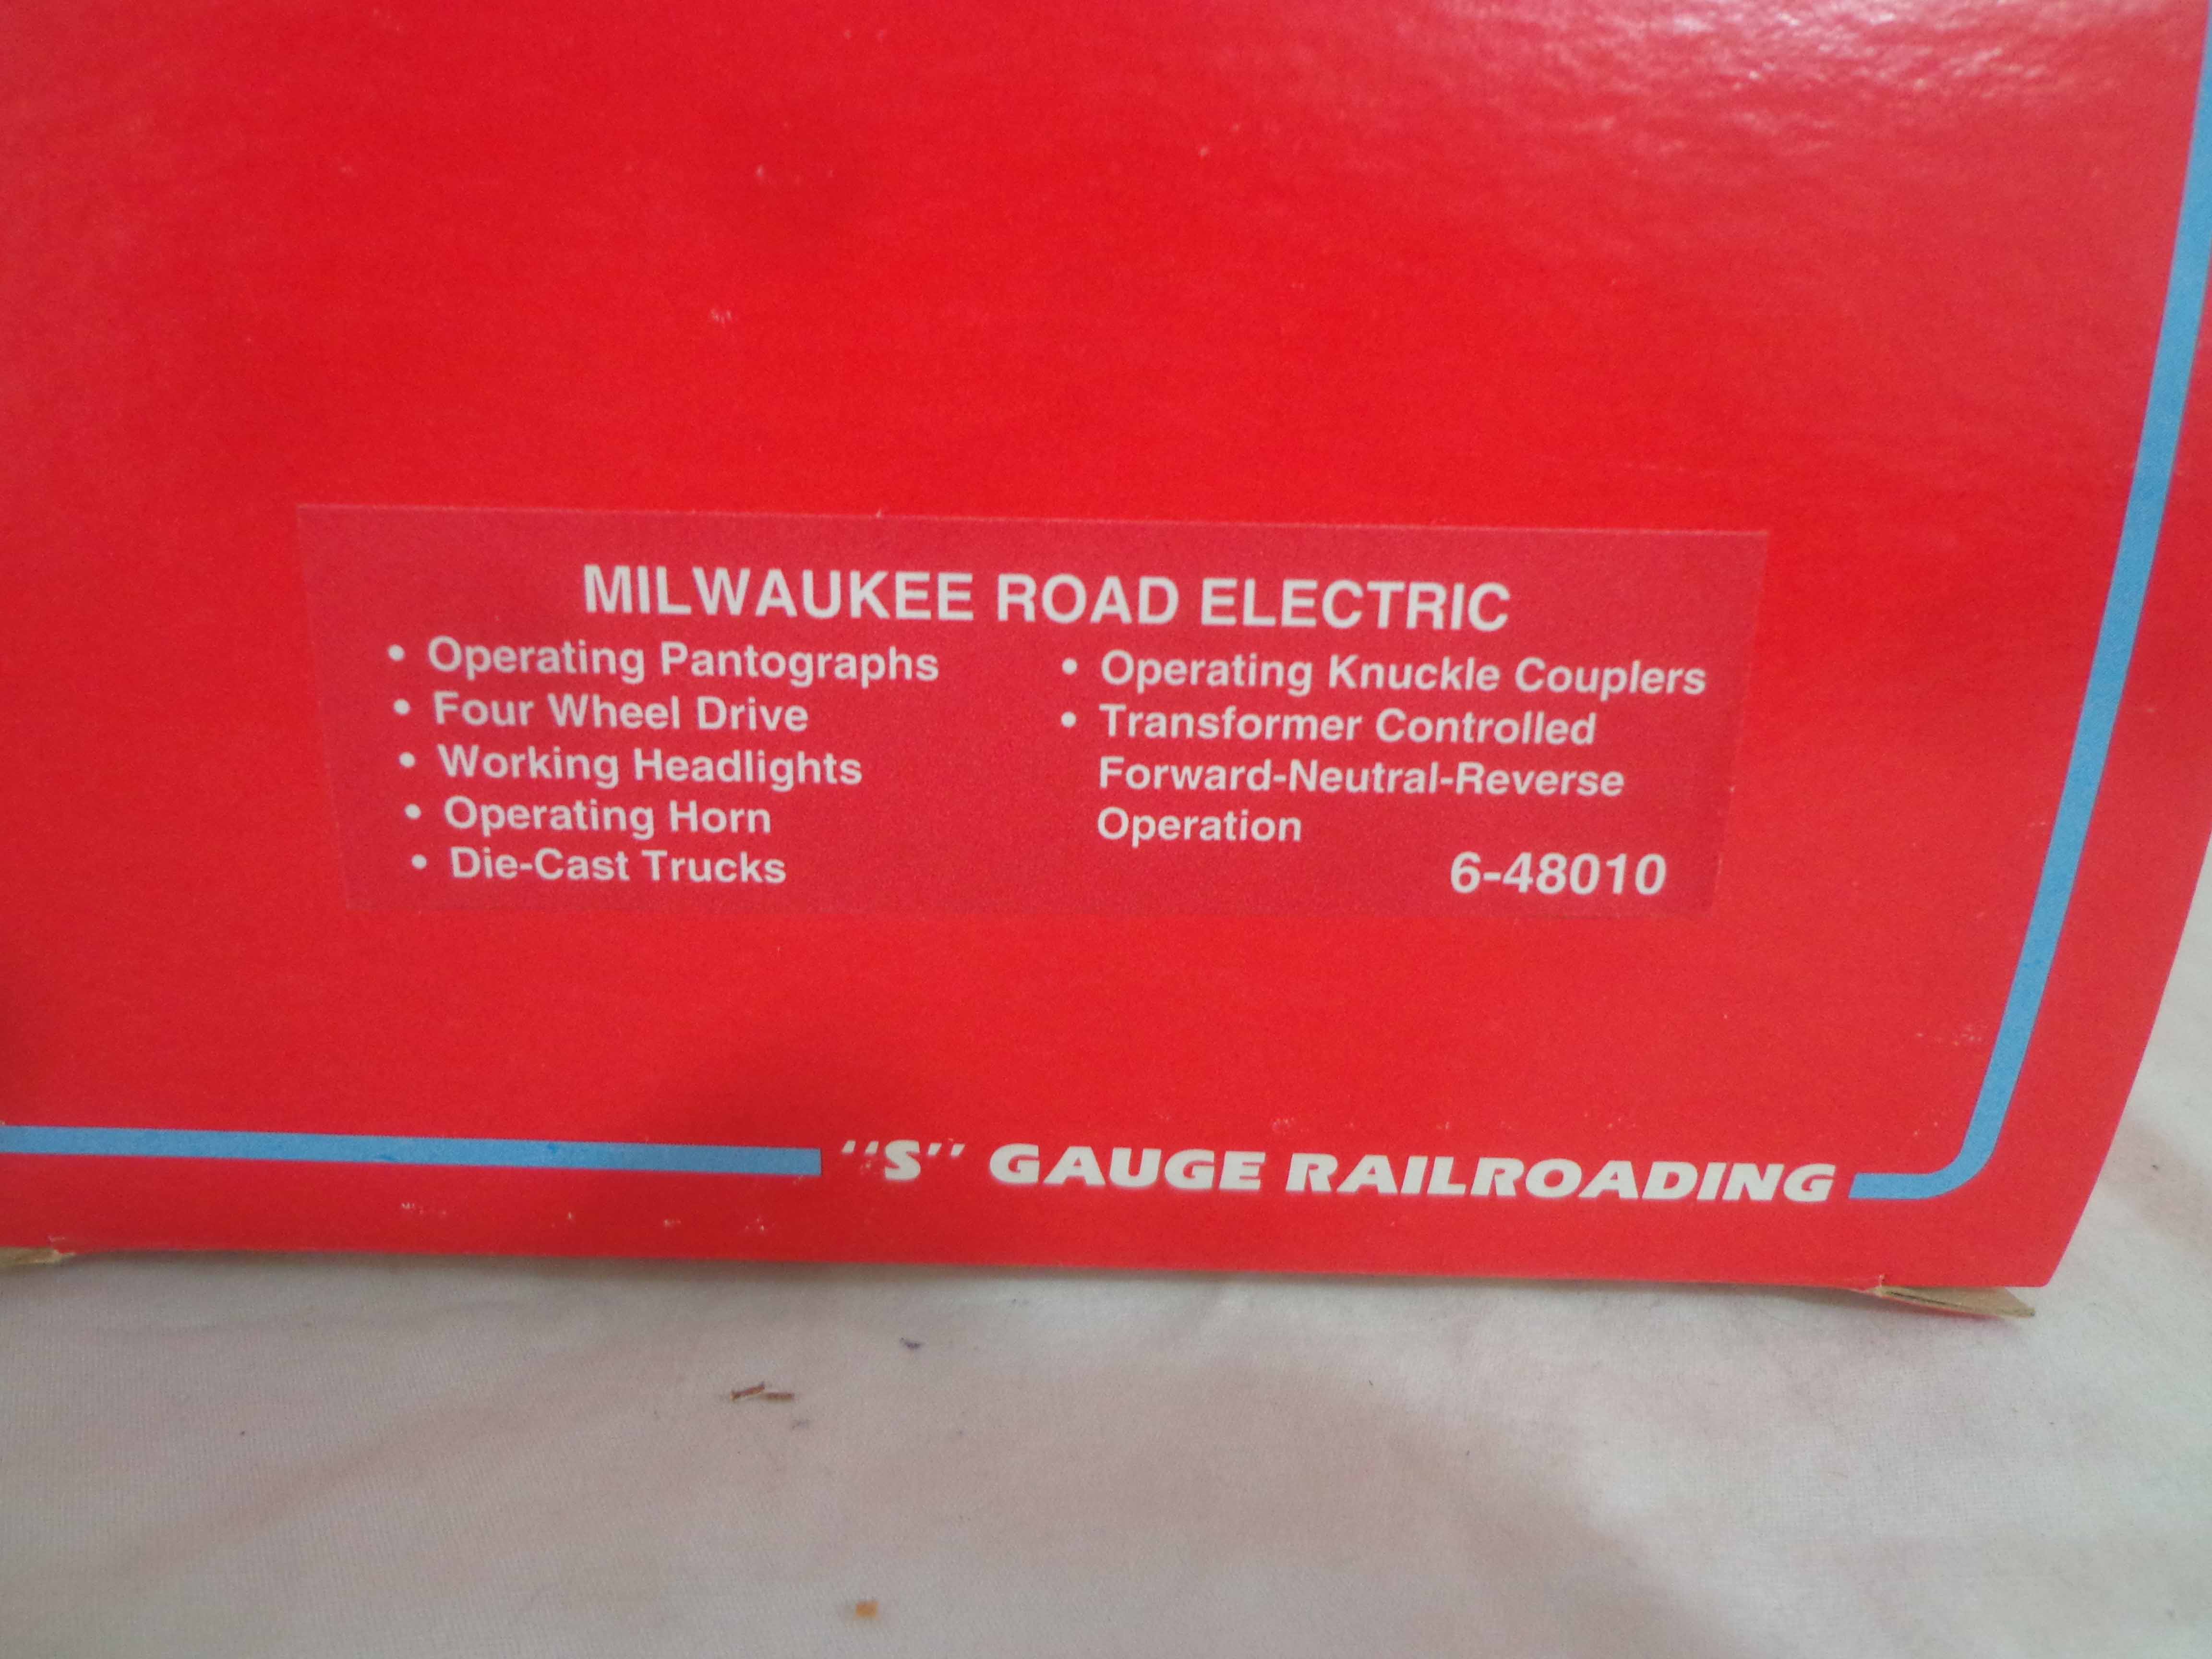 MILWAUKEE ROAD ELECTRIC
• Operating Pantographs
• Four Wheel Drive
• Working Headlights
• Operating Horn
• Die-Cast Trucks
• Operating Knuckle Couplers
• Transformer Controlled
Forward-Neutral-Reverse
Operation
6-48010
"S" GAUGE RAILROADING